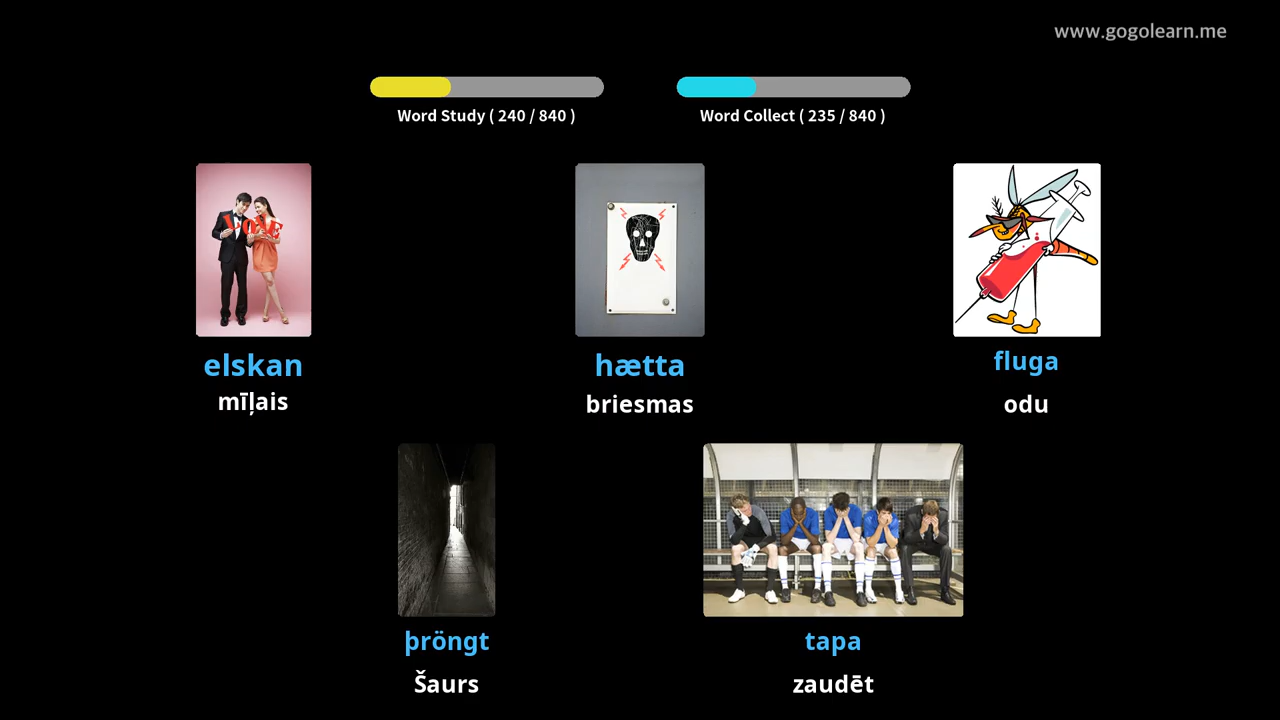 www.gogolearn.me
Word Study ( 240 / 840 )
Word Collect ( 235 / 840 )
elskan
mīļais
hætta
briesmas
fluga
odu
þröngt
Šaurs
tapa
zaudēt